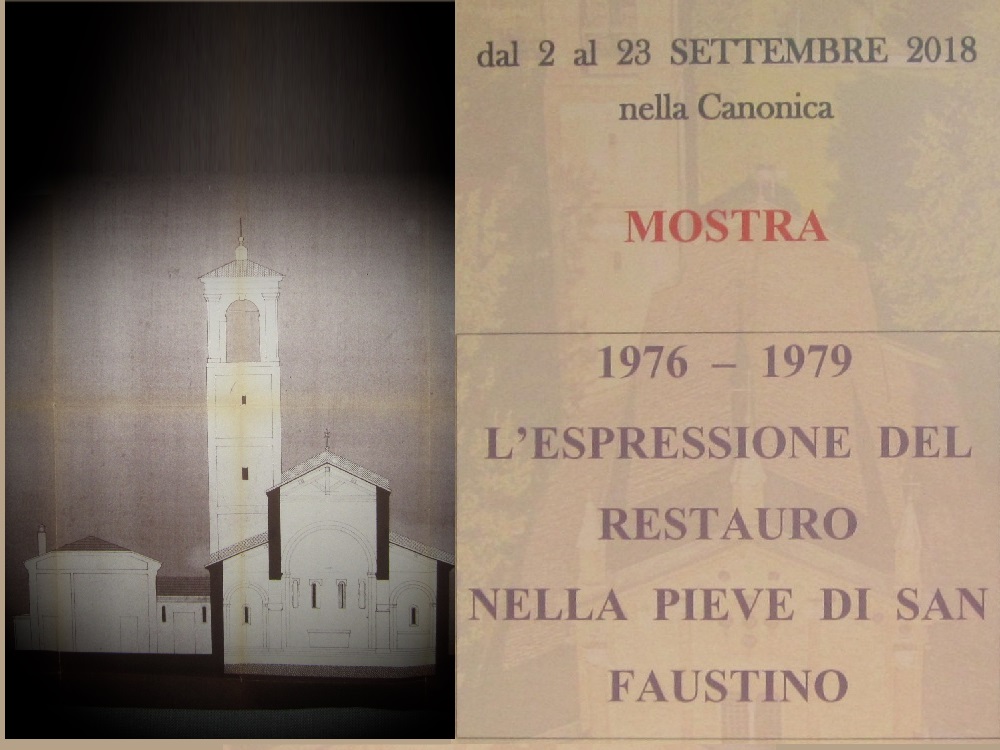 dal 2 al 23 SETTEMBRE 2018
nella Canonica
MOSTRA
1976 – 1979
L’ESPRESSIONE DEL
RESTAURO
NELLA PIEVE DI SAN
FAUSTINO